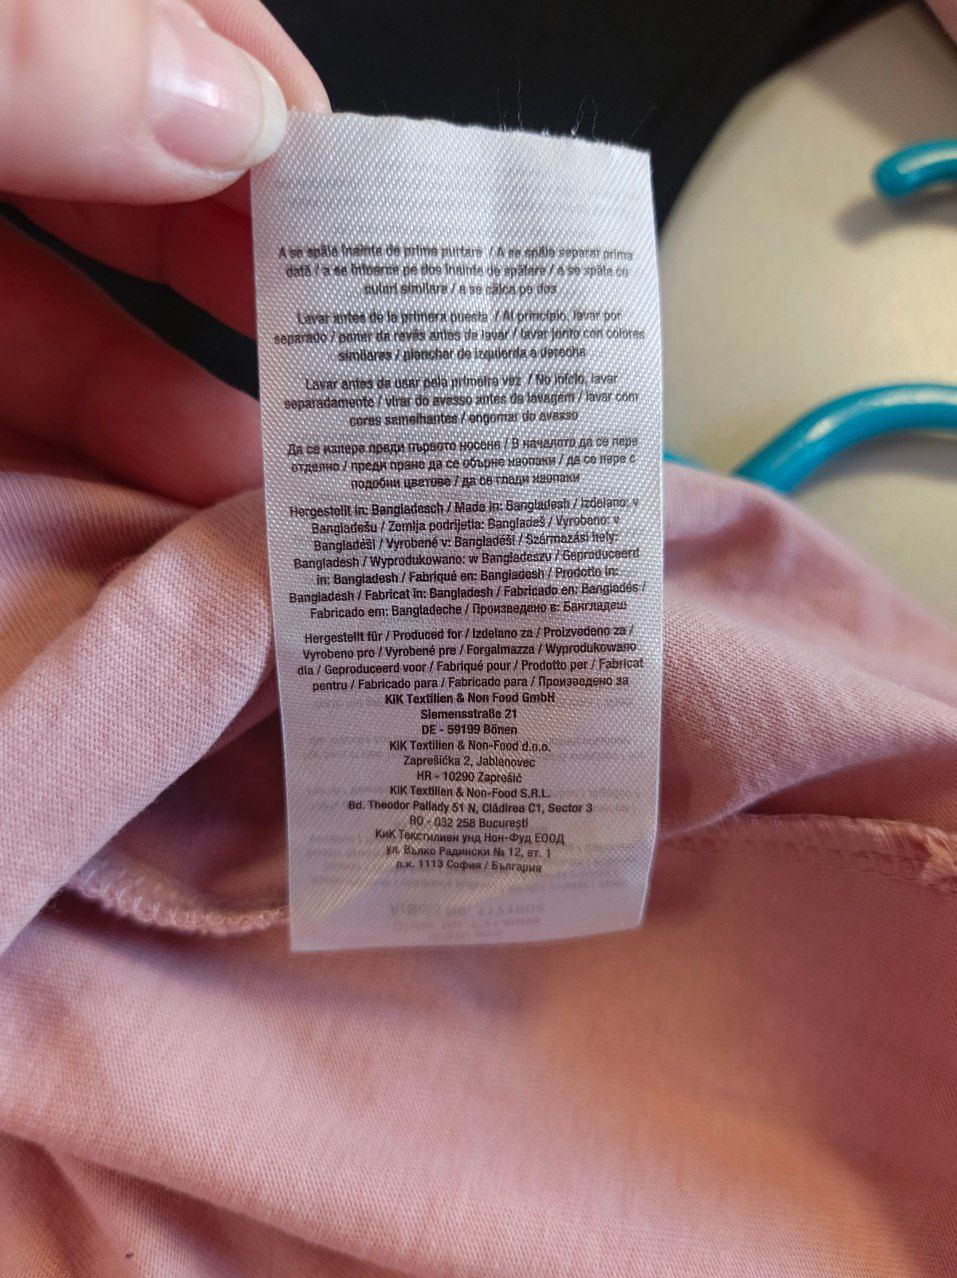 A se spăla înainte de prima purtare / A se spăla separat prima
dată / a se întoarce pe dos înainte de spălare / a se spăla cu
culori similare / a se călca pe dos
Lavar antes de la primera puesta / Al principio, lavar por
separado / poner de revés antes de lavar / lavar junto con colores
similares / planchar de izquierda a derecha
Lavar antes de usar pela primeira vez / No início, lavar
separadamente / virar do avesso antes da lavagem / lavar com
cores semelhantes / engomar do avesso
Да се изпере преди първото носене / В началото да се пере
отделно / преди пране да се обърне наопаки / да се пере с
подобни цветове / да се глади наопаки
Hergestellt in: Bangladesch / Made in: Bangladesh / Izdelano: v
Bangladešu / Zemlja podrijetla: Bangladeš / Vyrobeno: v
Bangladéši / Vyrobené v: Bangladéši / Származási hely:
Bangladesh / Wyprodukowano: w Bangladeszu / Geproduceerd
in: Bangladesh / Fabriqué en: Bangladesh / Prodotto in:
Bangladesh / Fabricat în: Bangladesh / Fabricado en: Bangladés /
Fabricado em: Bangladeche / Произведено в: Бангладеш
Hergestellt für / Produced for / Izdelano za / Proizvedeno za /
Vyrobeno pro / Vyrobené pre / Forgalmazza / Wyprodukowano
dla / Geproduceerd voor / Fabriqué pour / Prodotto per / Fabricat
pentru / Fabricado para / Fabricado para / Произведено за
KiK Textilien & Non Food GmbH
Siemensstraße 21
DE - 59199 Bönen
KiK Textilien & Non-Food d.o.o.
Zaprešićka 2, Jablanovec
HR - 10290 Zaprešić
KiK Textilien & Non-Food S.R.L.
Bd. Theodor Pallady 51 N, Clădirea C1, Sector 3
RO - 032 258 București
КиК Текстилиен унд Нон-Фуд ЕООД
ул. Вълко Радински № 12, ет. 1
п.к. 1113 София / България